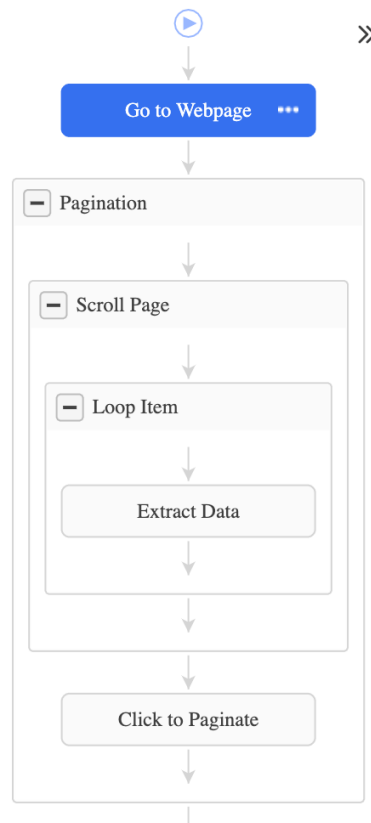 Go to Webpage
Pagination
Scroll Page
Loop Item
Extract Data
Click to Paginate